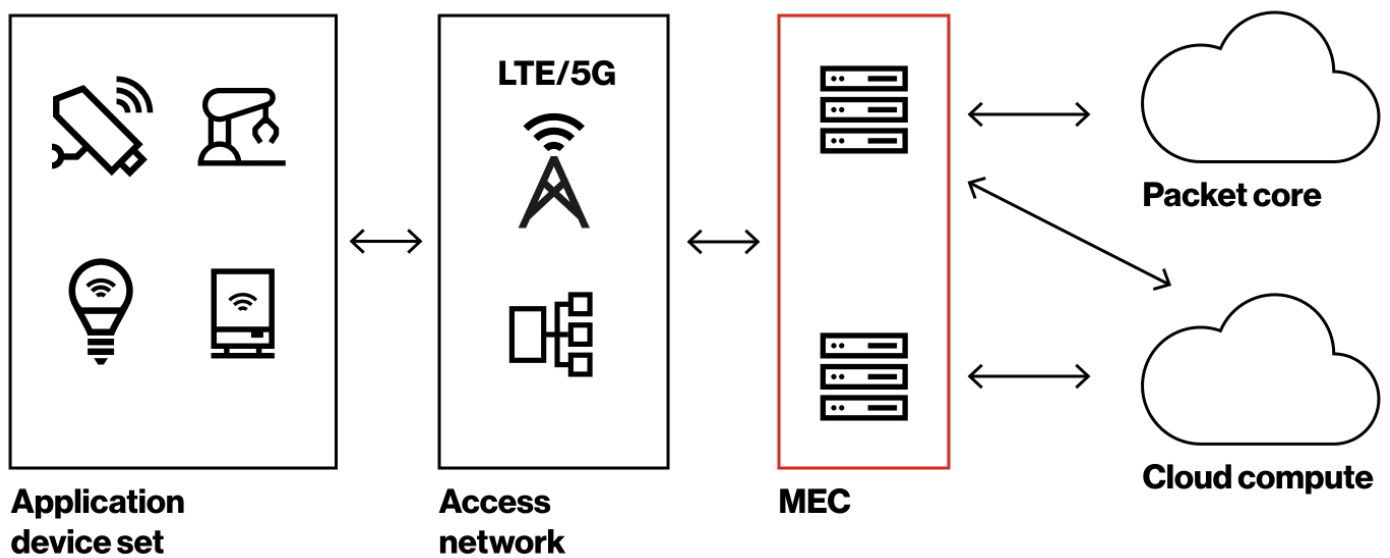 LTE/5G
Packet core
Cloud compute
Application
device set
Access
network
MEC